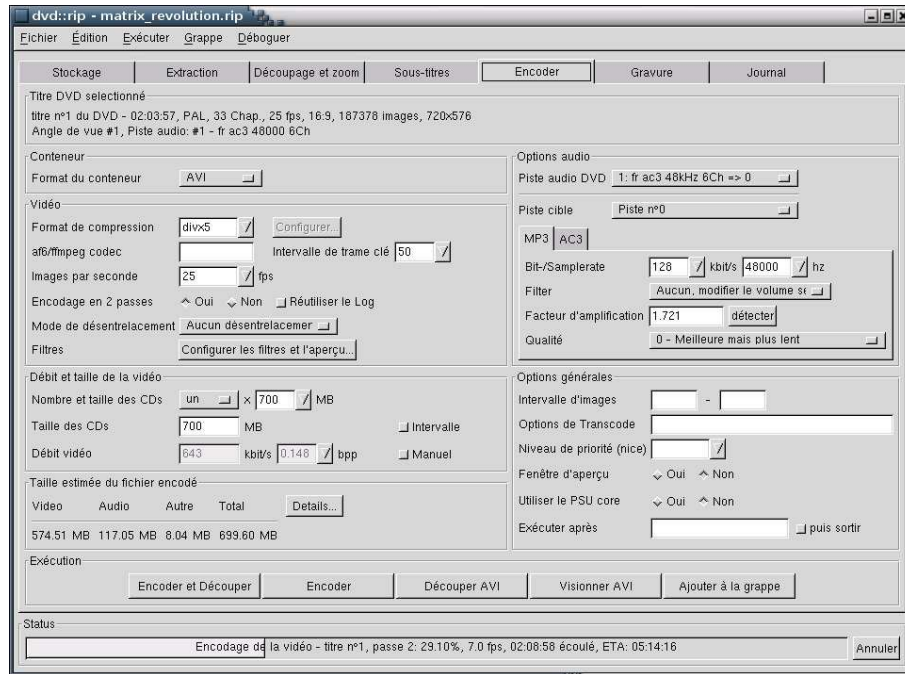 dvd::rip - matrix_revolution.rip
Fichier Édition Exécuter Grappe Déboguer
Stockage Extraction Découpage et zoom Sous-titres Encoder Gravure Journal
Titre DVD selectionné
titre nº1 du DVD - 02:03:57, PAL, 33 Chap., 25 fps, 16:9, 187378 images, 720x576
Angle de vue #1, Piste audio: #1 - fr ac3 48000 6Ch
Conteneur
Format du conteneur AVI
Vidéo
Format de compression divx5 Configurer...
af6/ffmpeg codec Intervalle de trame clé 50
Images par seconde 25 fps
Encodage en 2 passes Oui Non Réutiliser le Log
Mode de désentrelacement Aucun désentrelacemer
Filtres Configurer les filtres et l'aperçu...
Débit et taille de la vidéo
Nombre et taille des CDs un x 700 MB
Taille des CDs 700 MB Intervalle
Débit vidéo 643 kbit/s 0.148 bpp Manuel
Taille estimée du fichier encodé
Video Audio Autre Total Details...
574.51 MB 117.05 MB 8.04 MB 699.60 MB
Options audio
Piste audio DVD 1: fr ac3 48kHz 6Ch => 0
Piste cible Piste nº0
MP3 AC3
Bit-/Samplerate 128 kbit/s 48000 hz
Filter Aucun, modifier le volume se
Facteur d'amplification 1.721 détecter
Qualité 0 - Meilleure mais plus lent
Options générales
Intervalle d'images -
Options de Transcode
Niveau de priorité (nice)
Fenêtre d'aperçu Oui Non
Utiliser le PSU core Oui Non
Exécuter après puis sortir
Exécution
Encoder et Découper Encoder Découper AVI Visionner AVI Ajouter à la grappe
Status
Encodage de la vidéo - titre nº1, passe 2: 29.10%, 7.0 fps, 02:08:58 écoulé, ETA: 05:14:16 Annuler